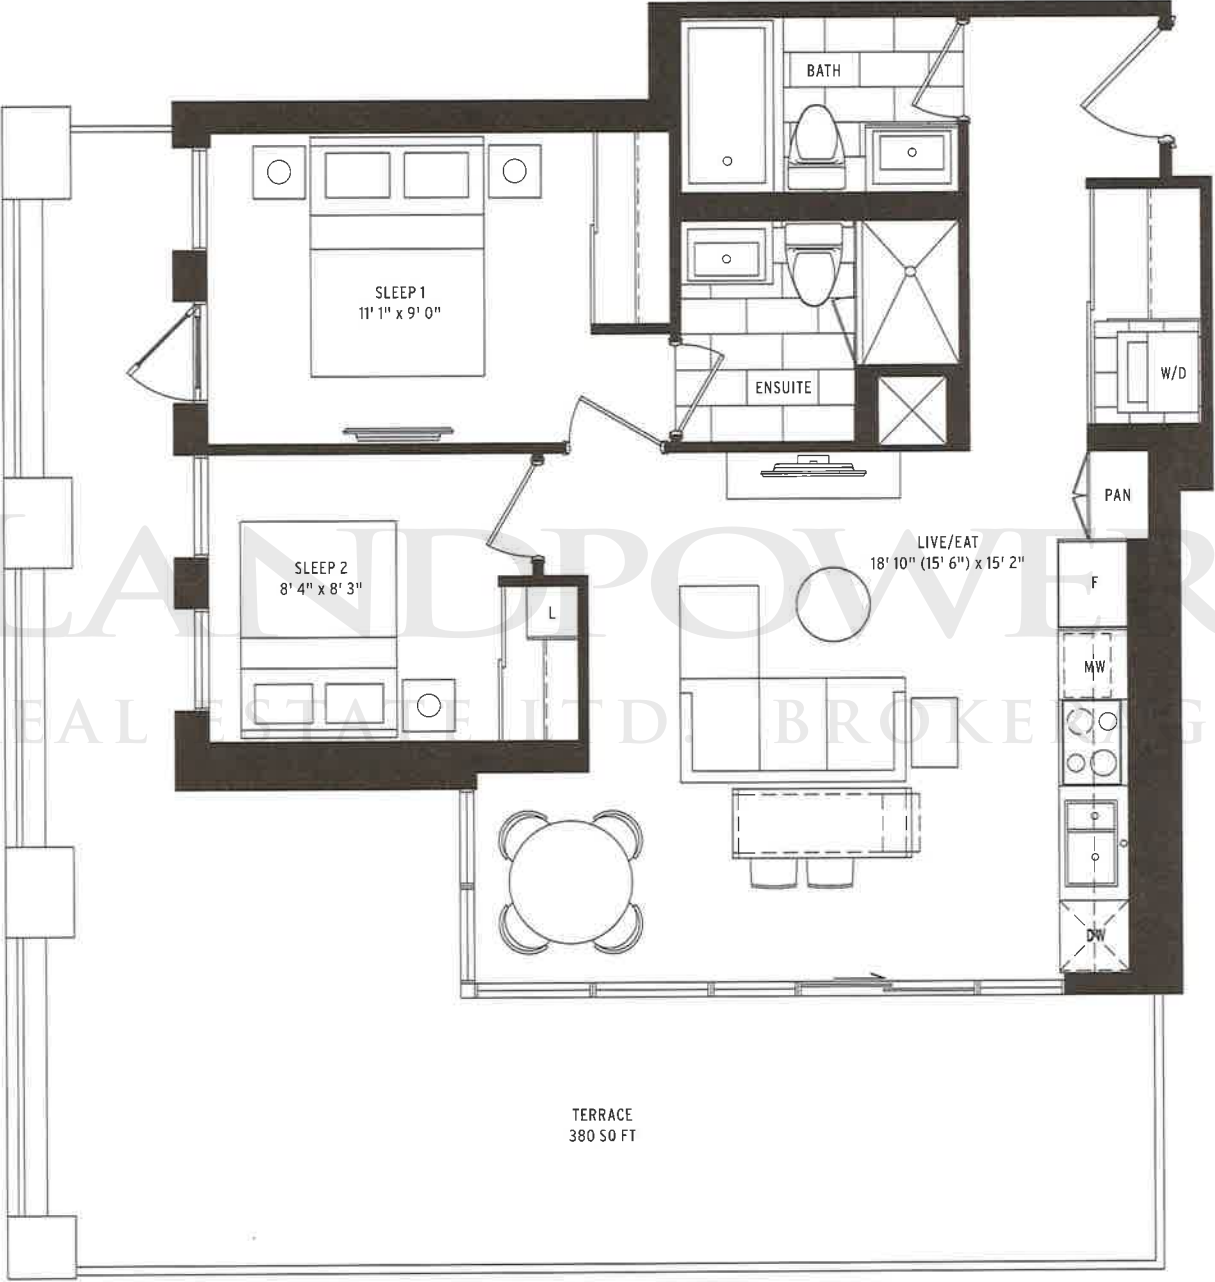 BATH
SLEEP 1
11' 1" x 9' 0"
ENSUITE
W/D
PAN
LIVE/EAT
18' 10" (15' 6") x 15' 2"
SLEEP 2
8' 4" x 8' 3"
L
F
MW
DW
LANDPOWER
REAL ESTATE LTD. BROKERAG
TERRACE
380 SQ FT